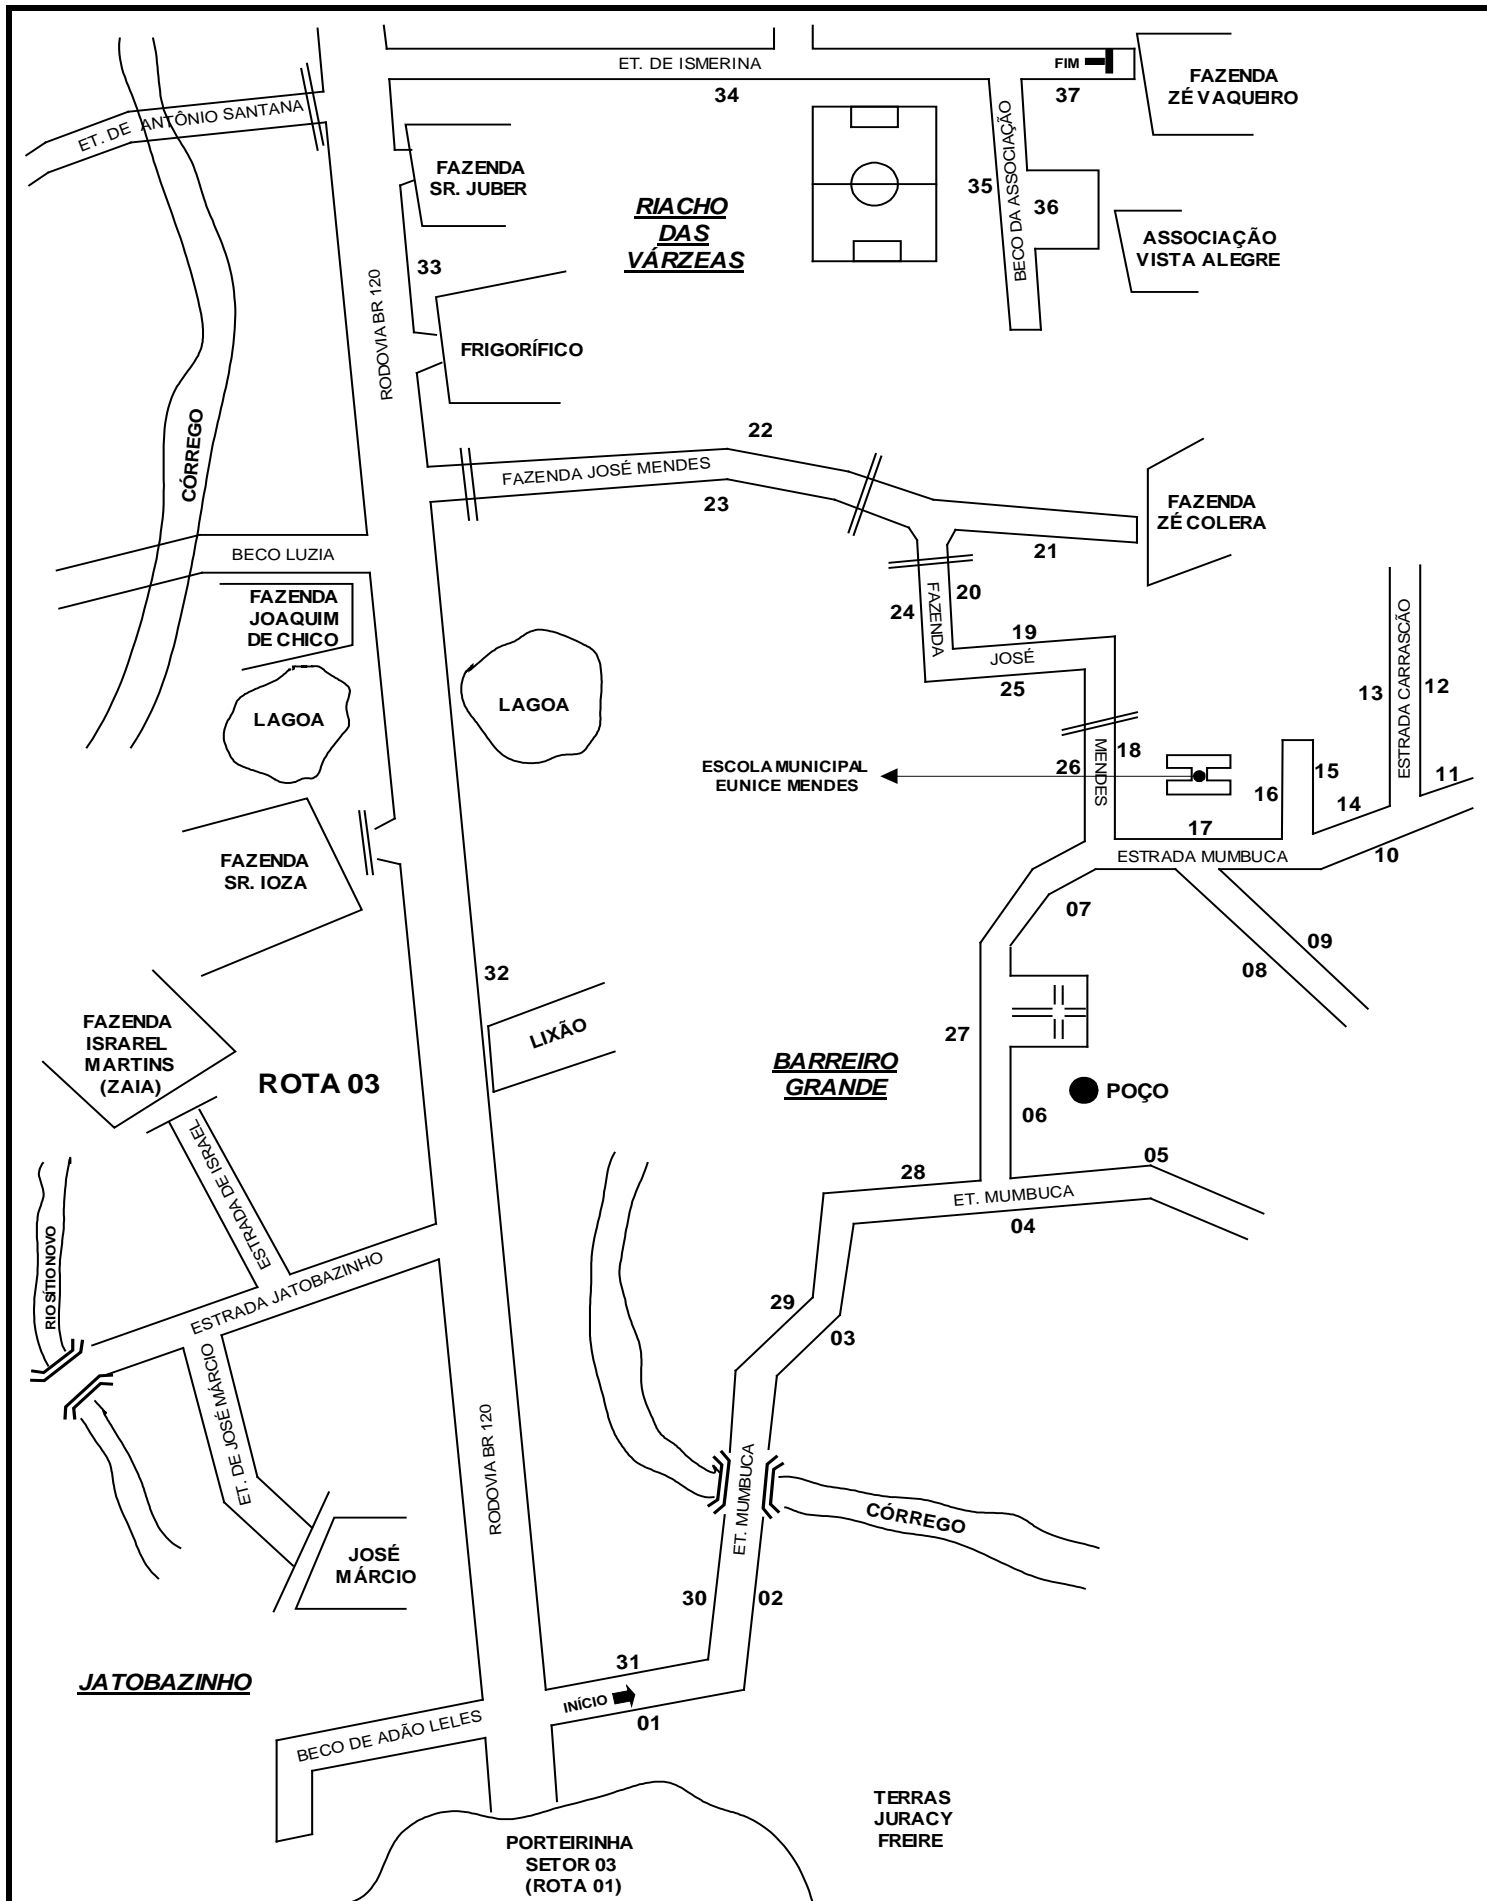 ET. DE ISMERINA
FIM
34
37
FAZENDA
ZÉ VAQUEIRO
ET. DE ANTÔNIO SANTANA
FAZENDA
SR. JUBER
RIACHO
DAS
VÁRZEAS
35
BECO DA ASSOCIAÇÃO
36
ASSOCIAÇÃO
VISTA ALEGRE
33
RODOVIA BR 120
FRIGORÍFICO
CÓRREGO
22
FAZENDA JOSÉ MENDES
23
FAZENDA
ZÉ COLERA
21
BECO LUZIA
FAZENDA
JOAQUIM
DE CHICO
24
FAZENDA
20
19
JOSÉ
25
ESTRADA CARRASCÃO
13
12
LAGOA
LAGOA
ESCOLA MUNICIPAL
EUNICE MENDES
26
MENDES
18
15
16
11
14
17
ESTRADA MUMBUCA
10
FAZENDA
SR. IOZA
07
09
08
32
FAZENDA
ISRAREL
MARTINS
(ZAIA)
ROTA 03
LIXÃO
27
BARREIRO
GRANDE
POÇO
06
ESTRADA DE ISRAEL
05
28
ET. MUMBUCA
04
RIO SÍTIO NOVO
ESTRADA JATOBAZINHO
29
03
ET. DE JOSÉ MÁRCIO
RODOVIA BR 120
ET. MUMBUCA
CÓRREGO
JOSÉ
MÁRCIO
30
02
JATOBAZINHO
31
INÍCIO
01
BECO DE ADÃO LELES
TERRAS
JURACY
FREIRE
PORTEIRINHA
SETOR 03
(ROTA 01)